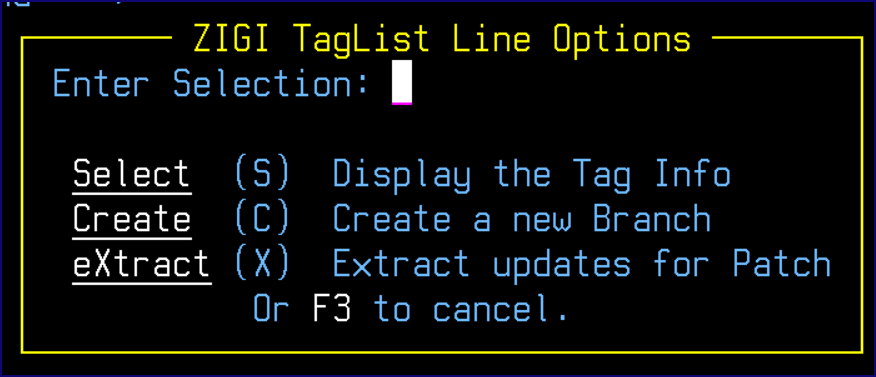 ZIGI TagList Line Options
Enter Selection:
Select (S) Display the Tag Info
Create (C) Create a new Branch
eXtract (X) Extract updates for Patch
Or F3 to cancel.